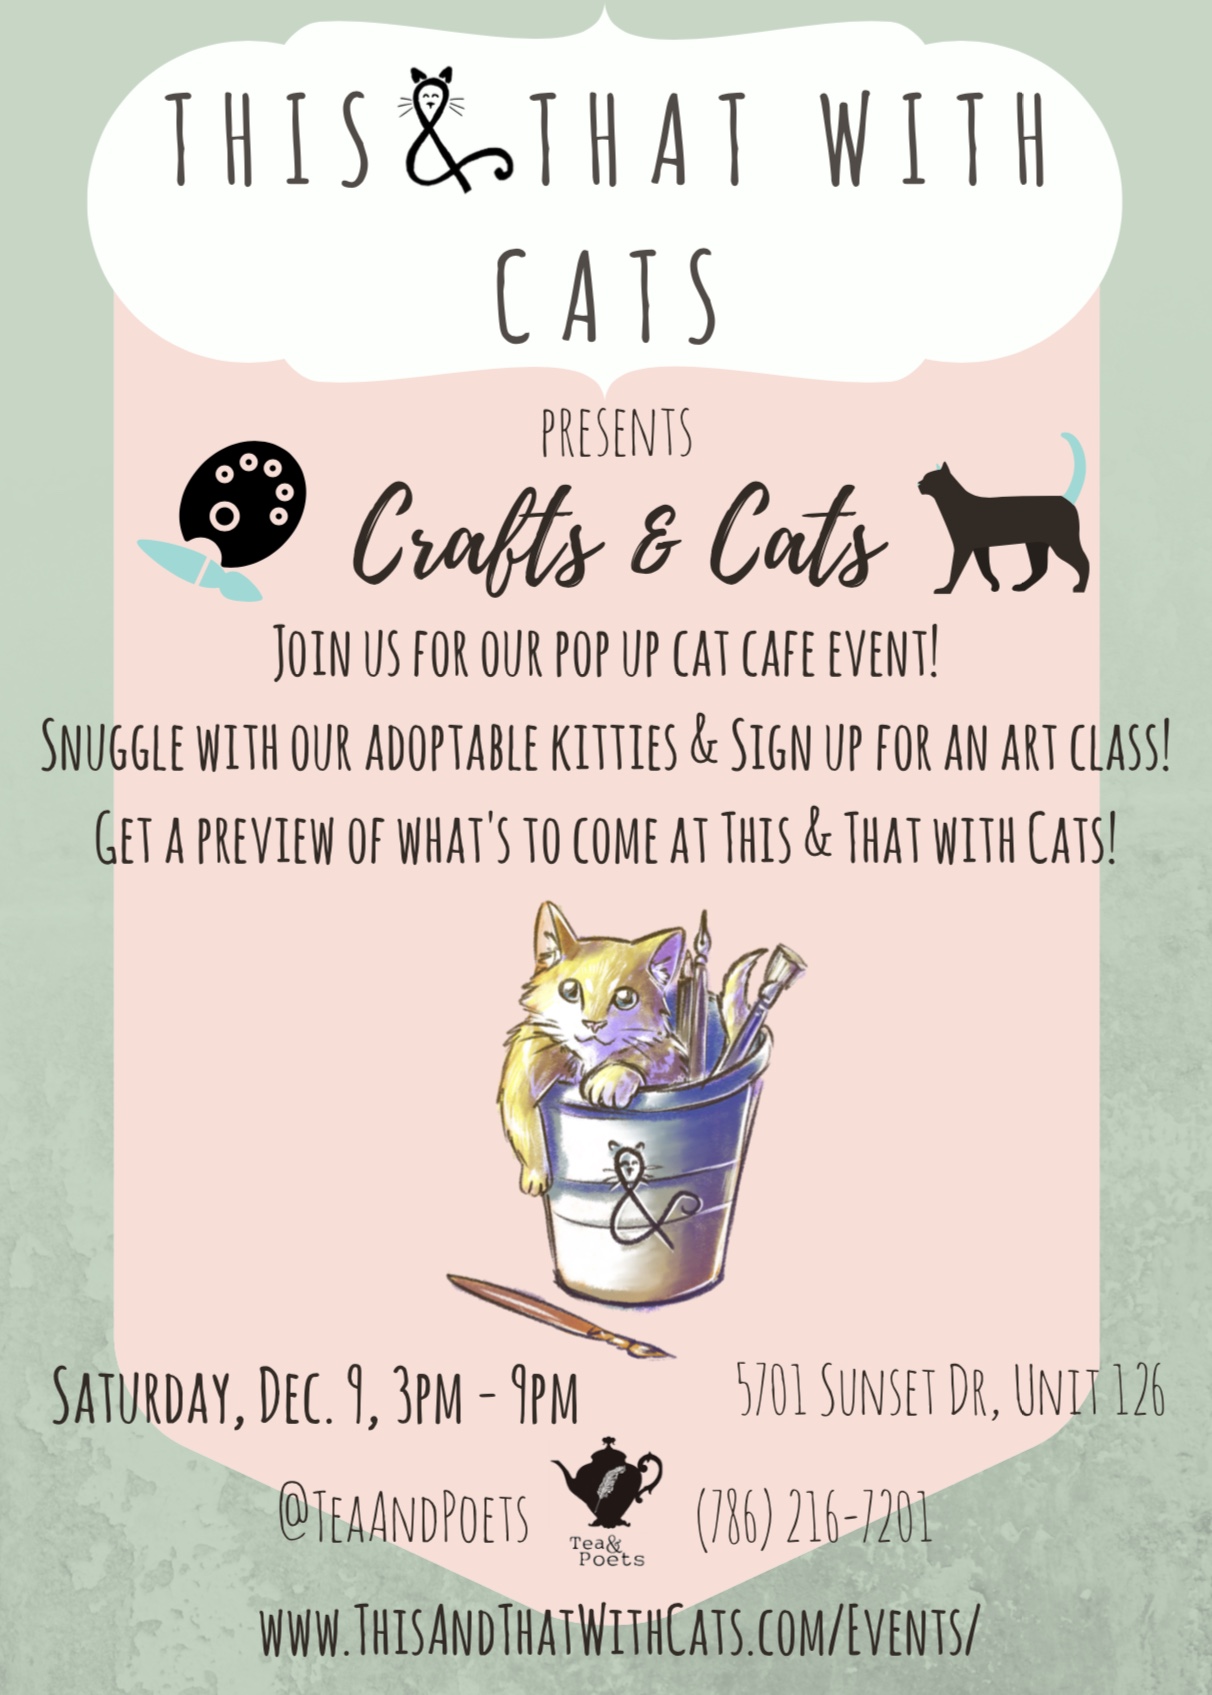 THIS & THAT WITH
CATS
PRESENTS
Crafts & Cats
Join us for our pop up cat cafe event!
Snuggle with our adoptable kitties & Sign up for an art class!
Get a preview of what's to come at This & That with Cats!
&
Saturday, Dec. 9, 3pm - 9pm
5701 Sunset Dr, Unit 126
@TeaAndPoets
Tea&
Poets
(786) 216-7201
www.ThisAndThatWithCats.com/Events/